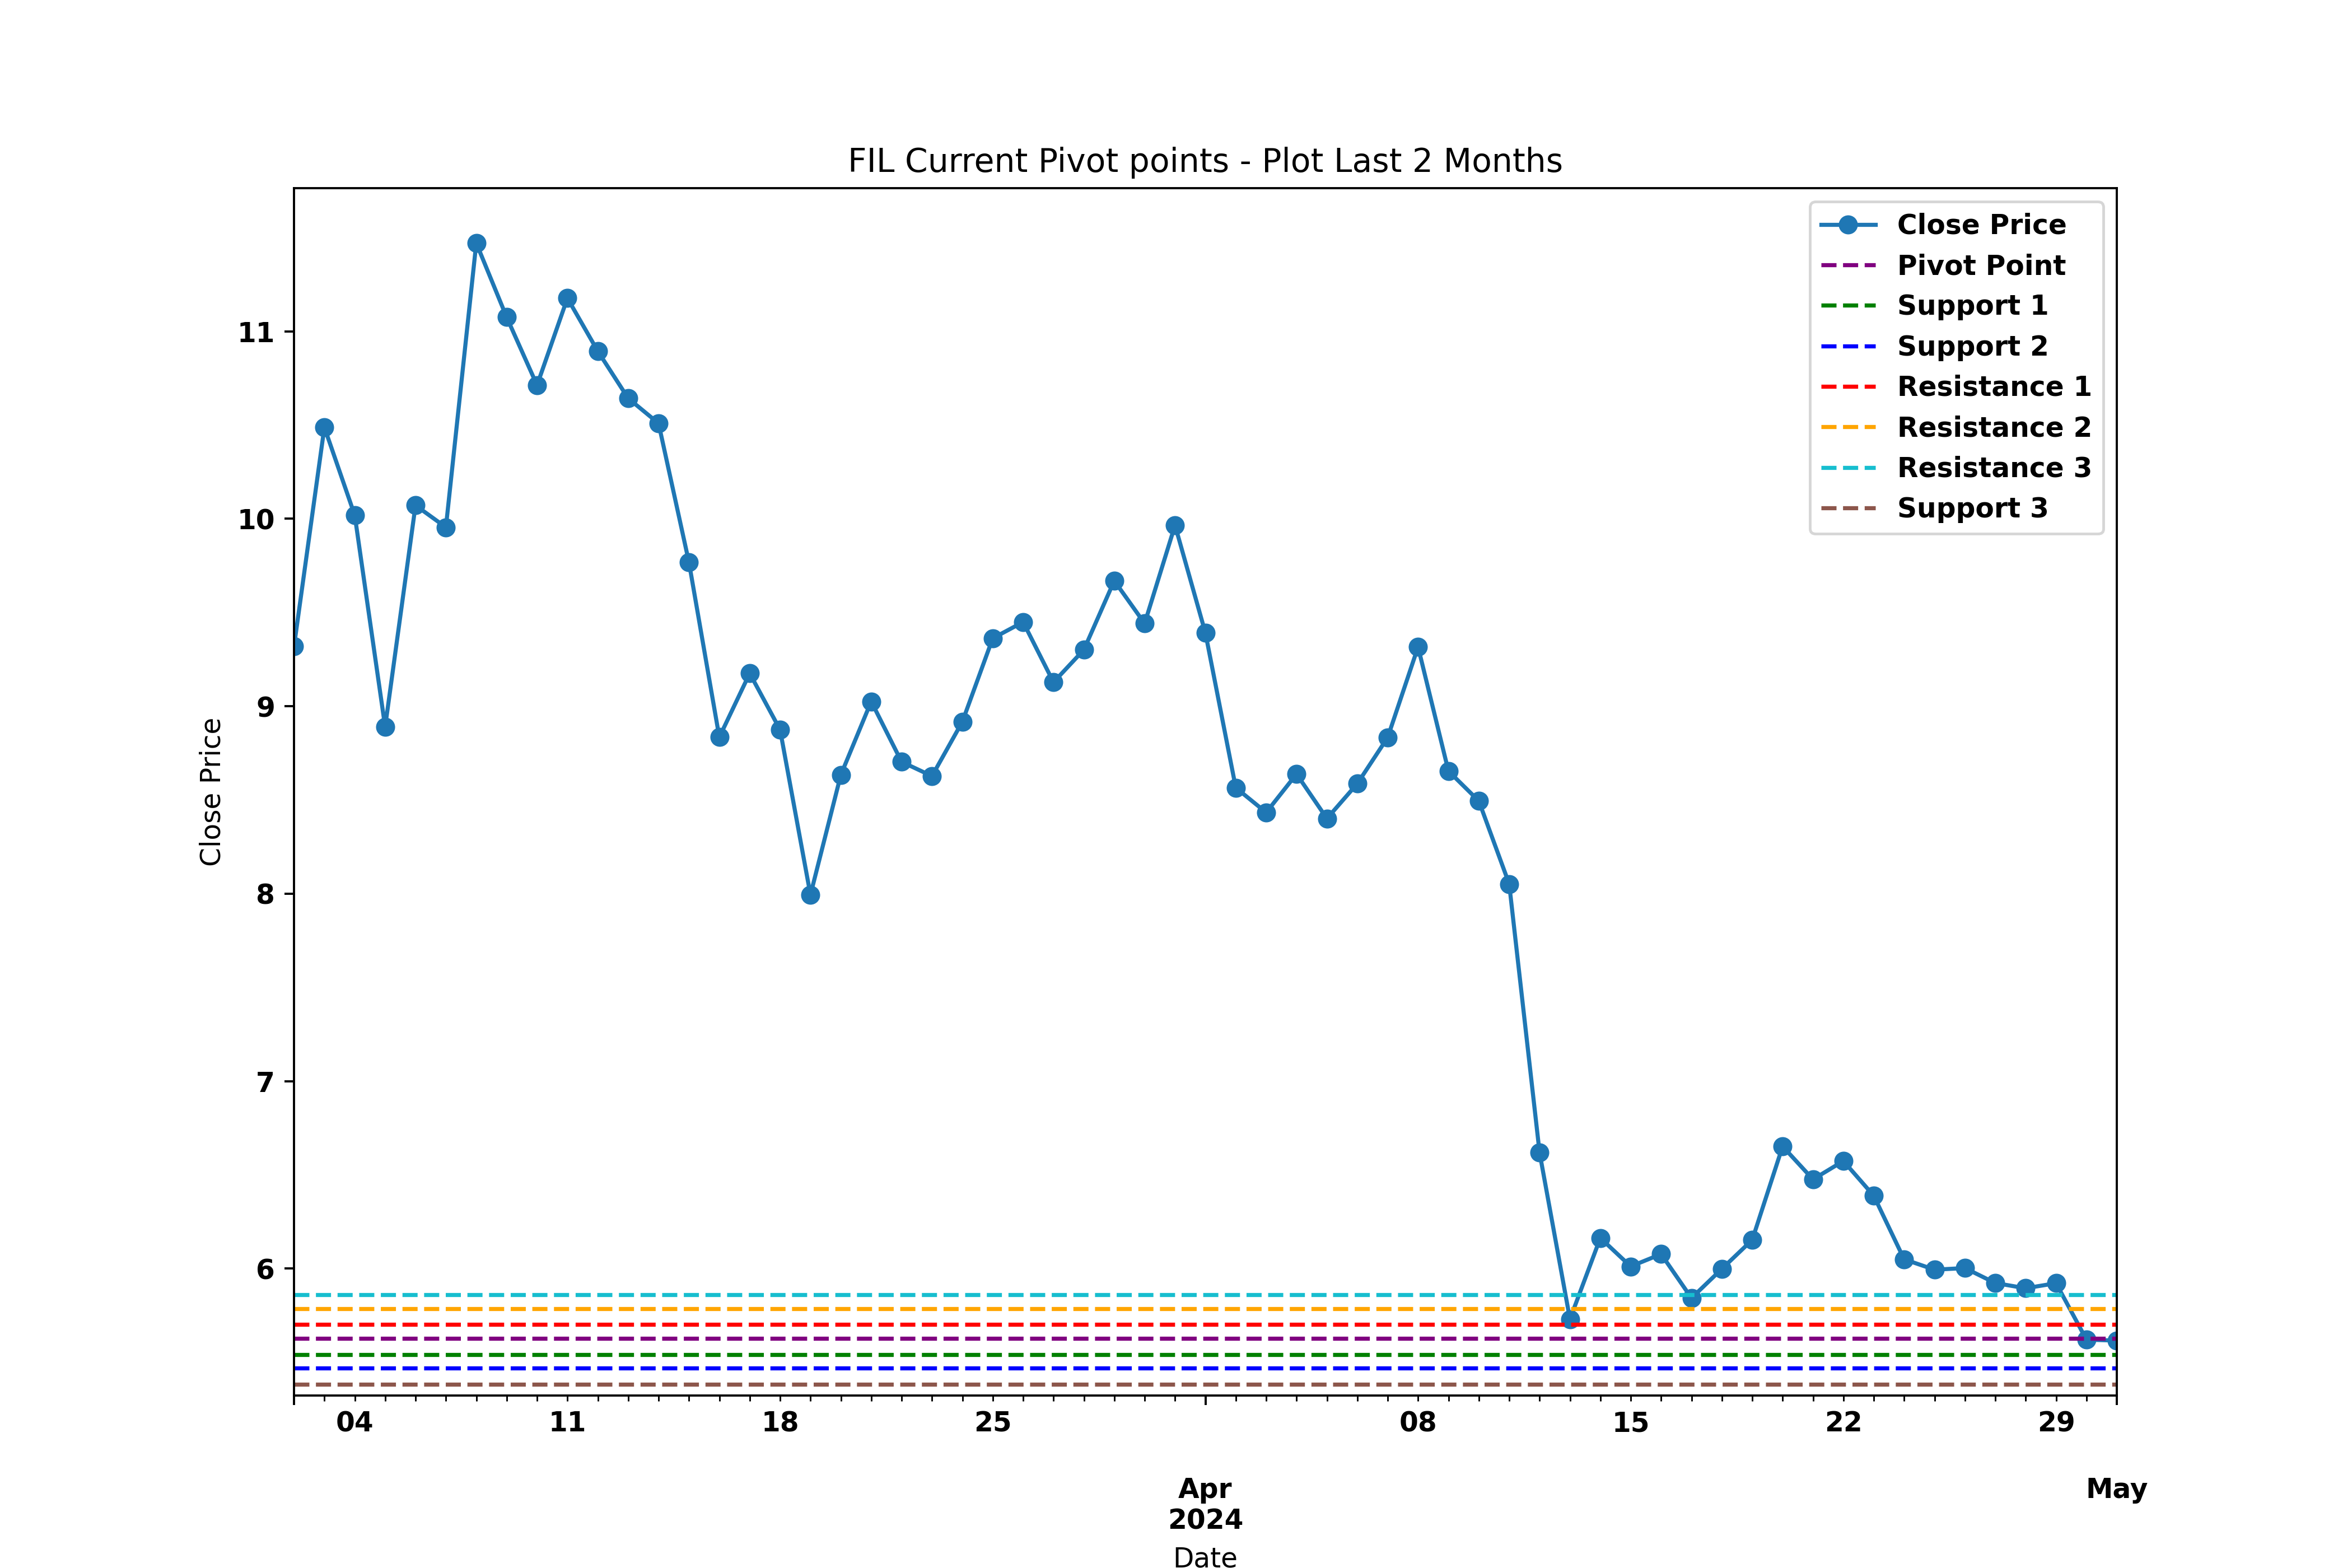 FIL Current Pivot points - Plot Last 2 Months
Close Price
Pivot Point
Support 1
Support 2
Resistance 1
Resistance 2
Resistance 3
Support 3
11
10
9
8
7
6
Close Price
04
11
18
25
08
15
22
29
Apr
May
2024
Date